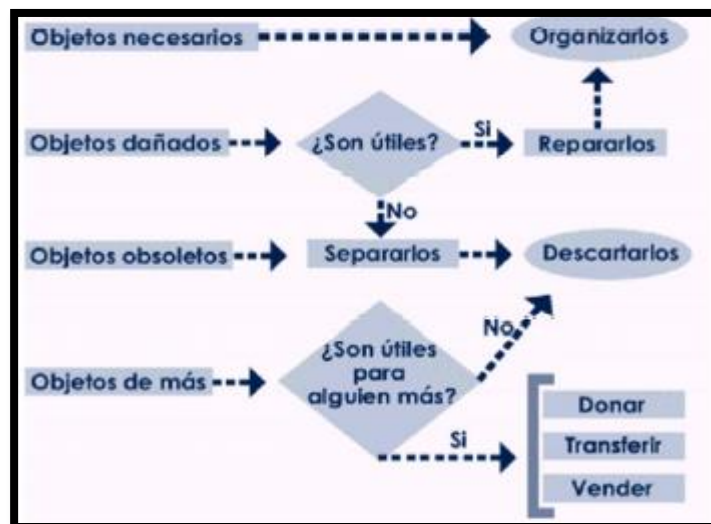 Objetos necesarios
Organizarlos
Objetos dañados
¿Son útiles?
Si
Repararlos
No
Objetos obsoletos
Separarlos
Descartarlos
Objetos de más
¿Son útiles
para
alguien más?
No
Si
Donar
Transferir
Vender